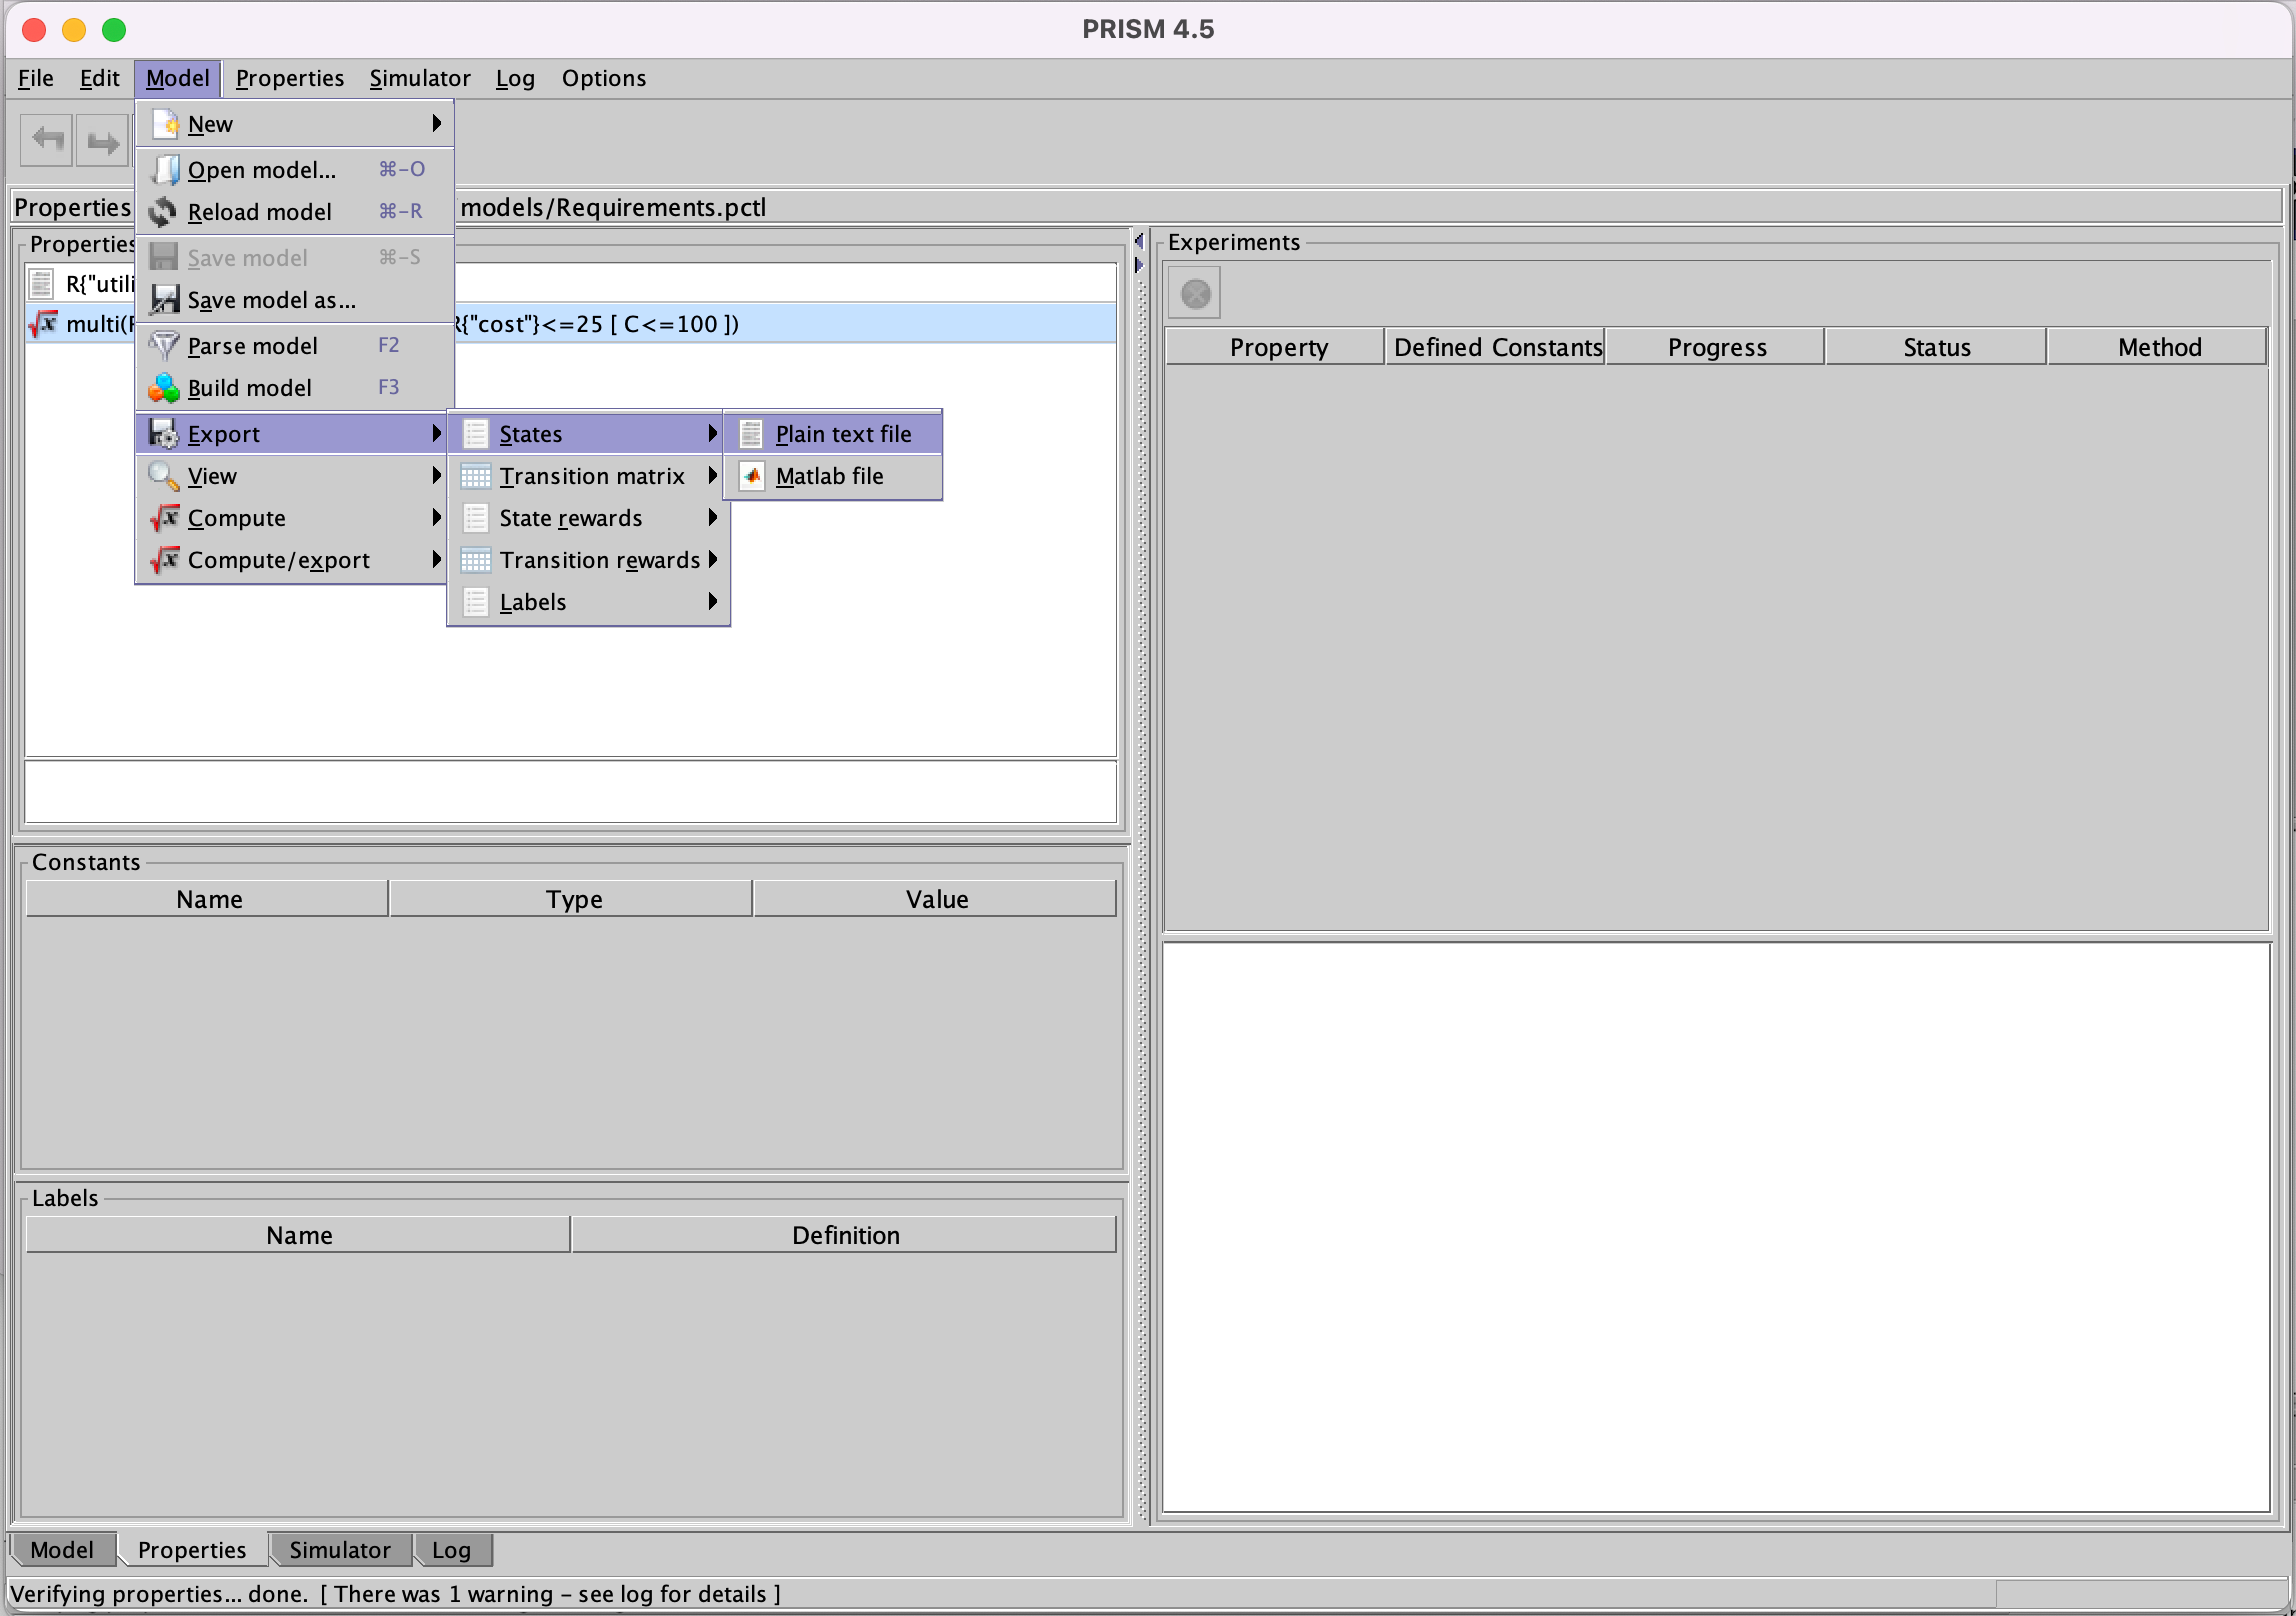 PRISM 4.5
File Edit Model Properties Simulator Log Options
New
Open model... ⌘-O
Reload model ⌘-R
Save model ⌘-S
Save model as...
Parse model F2
Build model F3
Export
View
Compute
Compute/export
States
Transition matrix
State rewards
Transition rewards
Labels
Plain text file
Matlab file
Properties models/Requirements.pctl
Properties
R{"utili
multi( R{"cost"}<=25 [ C<=100 ])
Constants
Name Type Value
Labels
Name Definition
Experiments
Property Defined Constants Progress Status Method
Model Properties Simulator Log
Verifying properties... done. [ There was 1 warning – see log for details ]